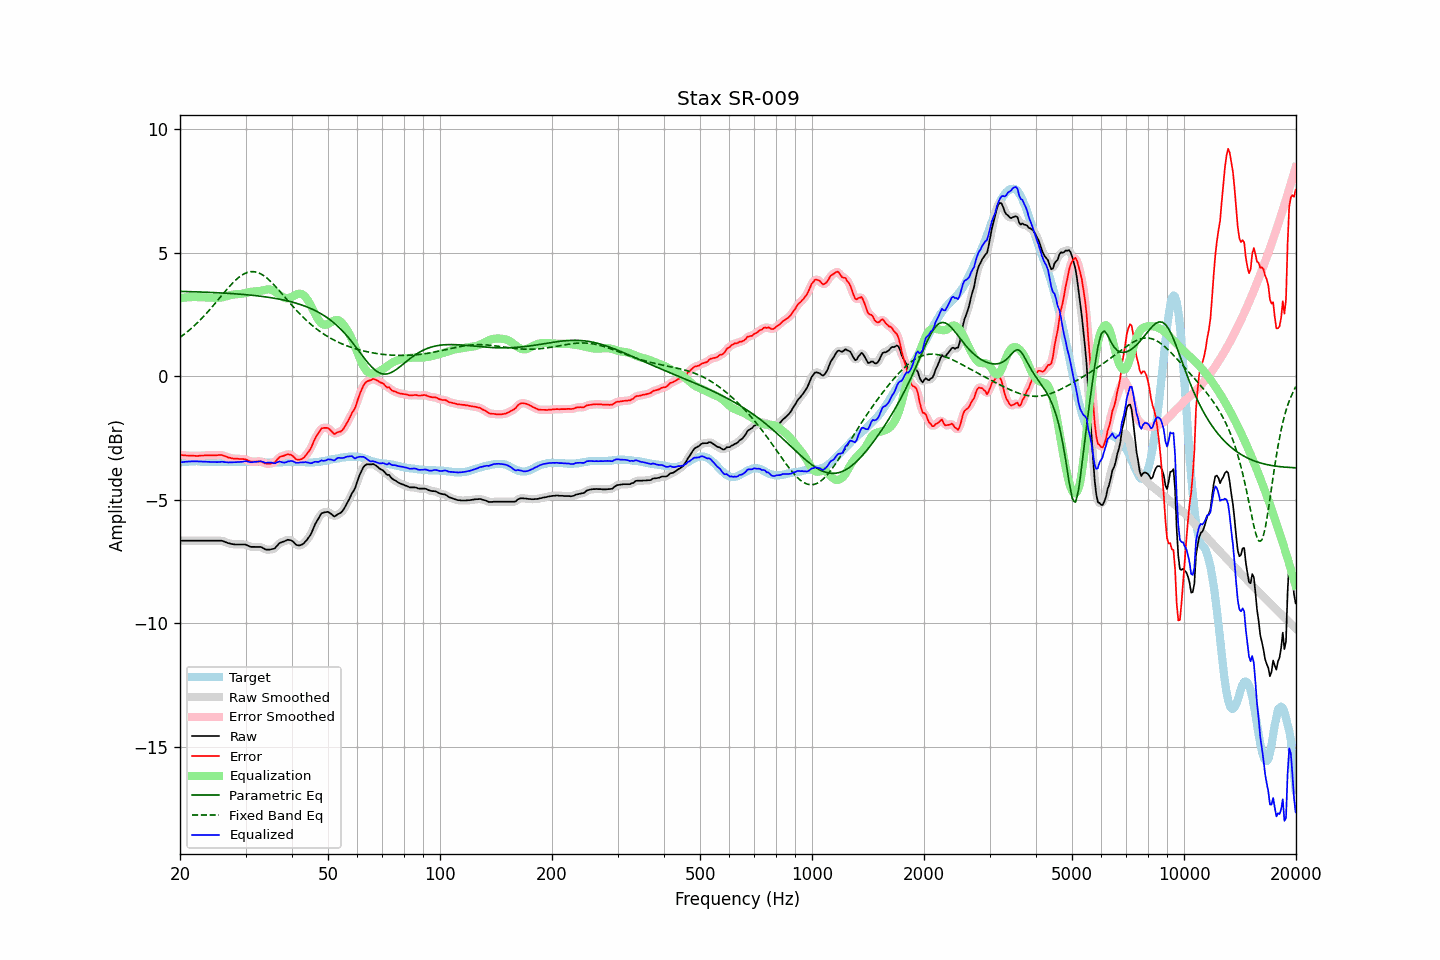 Stax SR-009
10
5
0
−5
−10
−15
Amplitude (dBr)
Target
Raw Smoothed
Error Smoothed
Raw
Error
Equalization
Parametric Eq
Fixed Band Eq
Equalized
20 50 100 200 500 1000 2000 5000 10000 20000
Frequency (Hz)